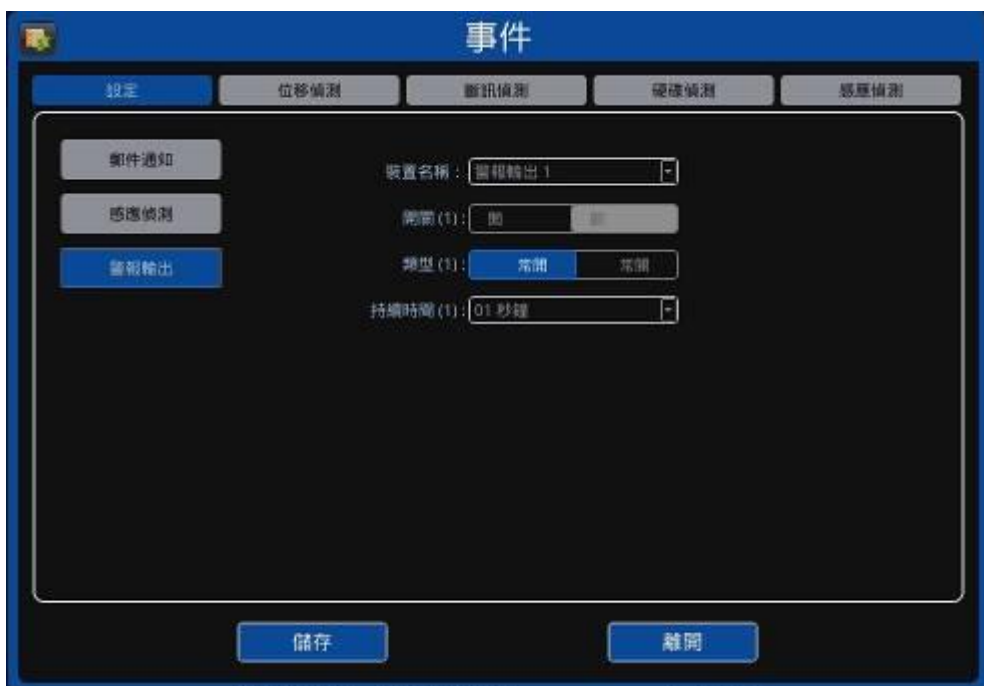 事件
設定 位移偵測 斷訊偵測 硬碟偵測 感應偵測
郵件通知
裝置名稱：警報輸出 1
感應偵測
開關(1): 開
警報輸出
類型(1): 常開 常閉
持續時間(1): 01 秒鐘
儲存 離開